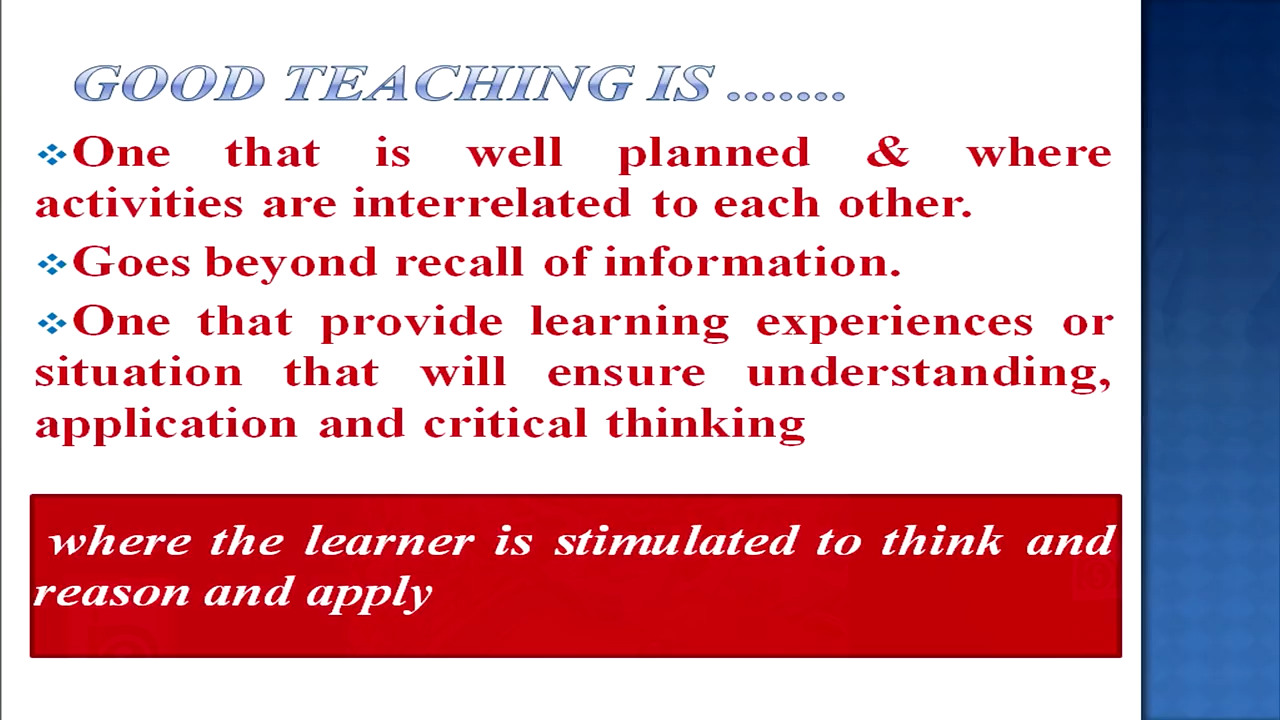 GOOD TEACHING IS .......
❖One that is well planned & where
activities are interrelated to each other.
❖Goes beyond recall of information.
❖One that provide learning experiences or
situation that will ensure understanding,
application and critical thinking
where the learner is stimulated to think and
reason and apply